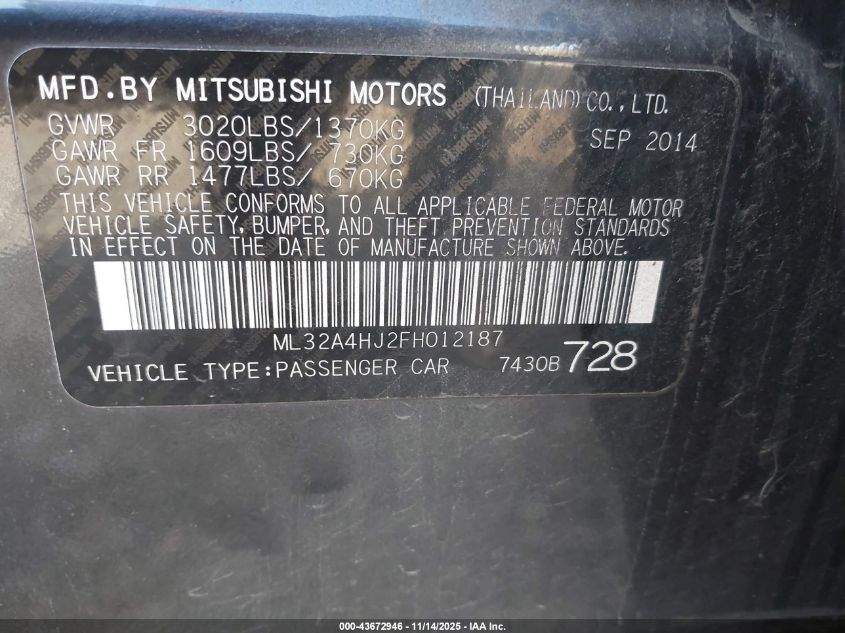 MFD.BY MITSUBISHI MOTORS (THAILAND)CO.,LTD.
GVWR 3020LBS/1370KG SEP 2014
GAWR FR 1609LBS/ 730KG
GAWR RR 1477LBS/ 670KG
THIS VEHICLE CONFORMS TO ALL APPLICABLE FEDERAL MOTOR
VEHICLE SAFETY, BUMPER, AND THEFT PREVENTION STANDARDS
IN EFFECT ON THE DATE OF MANUFACTURE SHOWN ABOVE.
ML32A4HJ2FH012187
VEHICLE TYPE:PASSENGER CAR 7430B 728
000-43672946 - 11/14/2025 - IAA Inc.